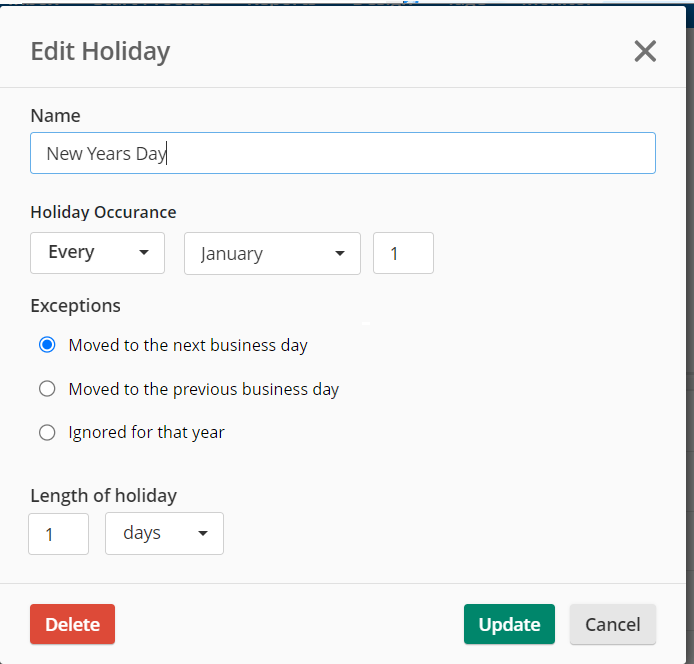 Edit Holiday
Name
New Years Day
Holiday Occurance
Every January 1
Exceptions
Moved to the next business day
Moved to the previous business day
Ignored for that year
Length of holiday
1 days
Delete Update Cancel